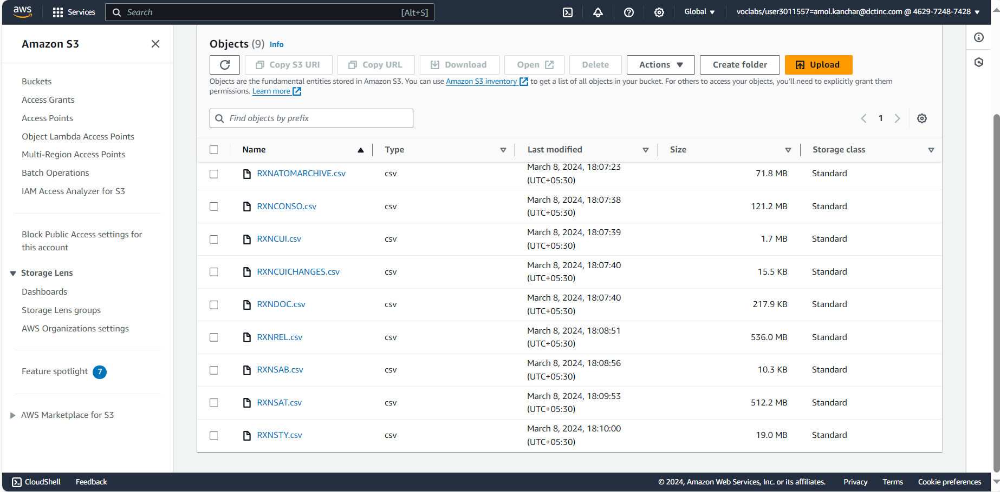 aws
Services
Search
[Alt+S]
Global
voclabs/user3011557=amol.kanchar@dctinc.com @ 4629-7248-7428
Amazon S3
Buckets
Access Grants
Access Points
Object Lambda Access Points
Multi-Region Access Points
Batch Operations
IAM Access Analyzer for S3
Block Public Access settings for
this account
Storage Lens
Dashboards
Storage Lens groups
AWS Organizations settings
Feature spotlight 7
AWS Marketplace for S3
Objects (9) Info
Copy S3 URI
Copy URL
Download
Open
Delete
Actions
Create folder
Upload
Objects are the fundamental entities stored in Amazon S3. You can use Amazon S3 inventory to get a list of all objects in your bucket. For others to access your objects, you'll need to explicitly grant them
permissions. Learn more
Find objects by prefix
1
Name Type Last modified Size Storage class
RXNATOMARCHIVE.csv csv March 8, 2024, 18:07:23 71.8 MB Standard
(UTC+05:30)
RXNCONSO.csv csv March 8, 2024, 18:07:38 121.2 MB Standard
(UTC+05:30)
RXNCUI.csv csv March 8, 2024, 18:07:39 1.7 MB Standard
(UTC+05:30)
RXNCUICHANGES.csv csv March 8, 2024, 18:07:40 15.5 KB Standard
(UTC+05:30)
RXNDOC.csv csv March 8, 2024, 18:07:40 217.9 KB Standard
(UTC+05:30)
RXNREL.csv csv March 8, 2024, 18:08:51 536.0 MB Standard
(UTC+05:30)
RXNSAB.csv csv March 8, 2024, 18:08:56 10.3 KB Standard
(UTC+05:30)
RXNSAT.csv csv March 8, 2024, 18:09:53 512.2 MB Standard
(UTC+05:30)
RXNSTY.csv csv March 8, 2024, 18:10:00 19.0 MB Standard
(UTC+05:30)
CloudShell Feedback © 2024, Amazon Web Services, Inc. or its affiliates. Privacy Terms Cookie preferences